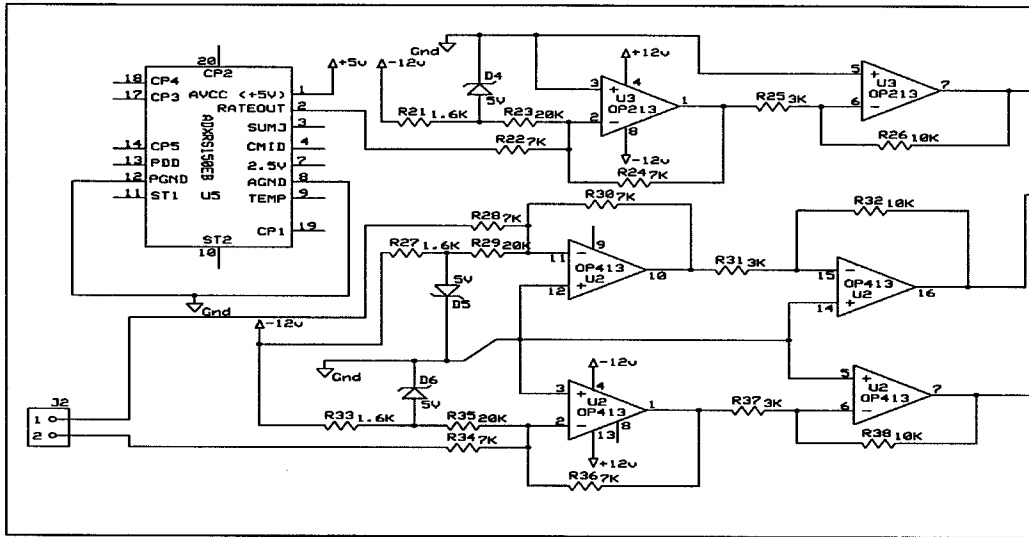 20
CP2
18 CP4
17 CP3
14 CP5
13 PDD
12 PGND
11 ST1
ADXRS150EB
U5
AVCC (+5V) 1
RATEOUT 2
SUMJ 3
CMID 4
2.5V 7
AGND 8
TEMP 9
CP1 19
ST2
10
+5v
-12v
Gnd
D4
5V
R21 1.6K
R23 20K
R22 7K
R24 7K
+12v
4
3
+
2
-
U3
OP213
1
8
-12v
R25 3K
5
+
6
-
U3
OP213
7
R26 10K
Gnd
-12v
R28 7K
R27 1.6K
R29 20K
R30 7K
5V
D5
11
-
12
+
9
OP413
U2
10
R31 3K
R32 10K
15
-
14
+
OP413
U2
16
Gnd
D6
5V
R33 1.6K
R35 20K
R34 7K
R36 7K
-12v
4
3
+
2
-
U2
OP413
1
13
8
+12v
R37 3K
5
+
6
-
U2
OP413
7
R38 10K
J2
1
2